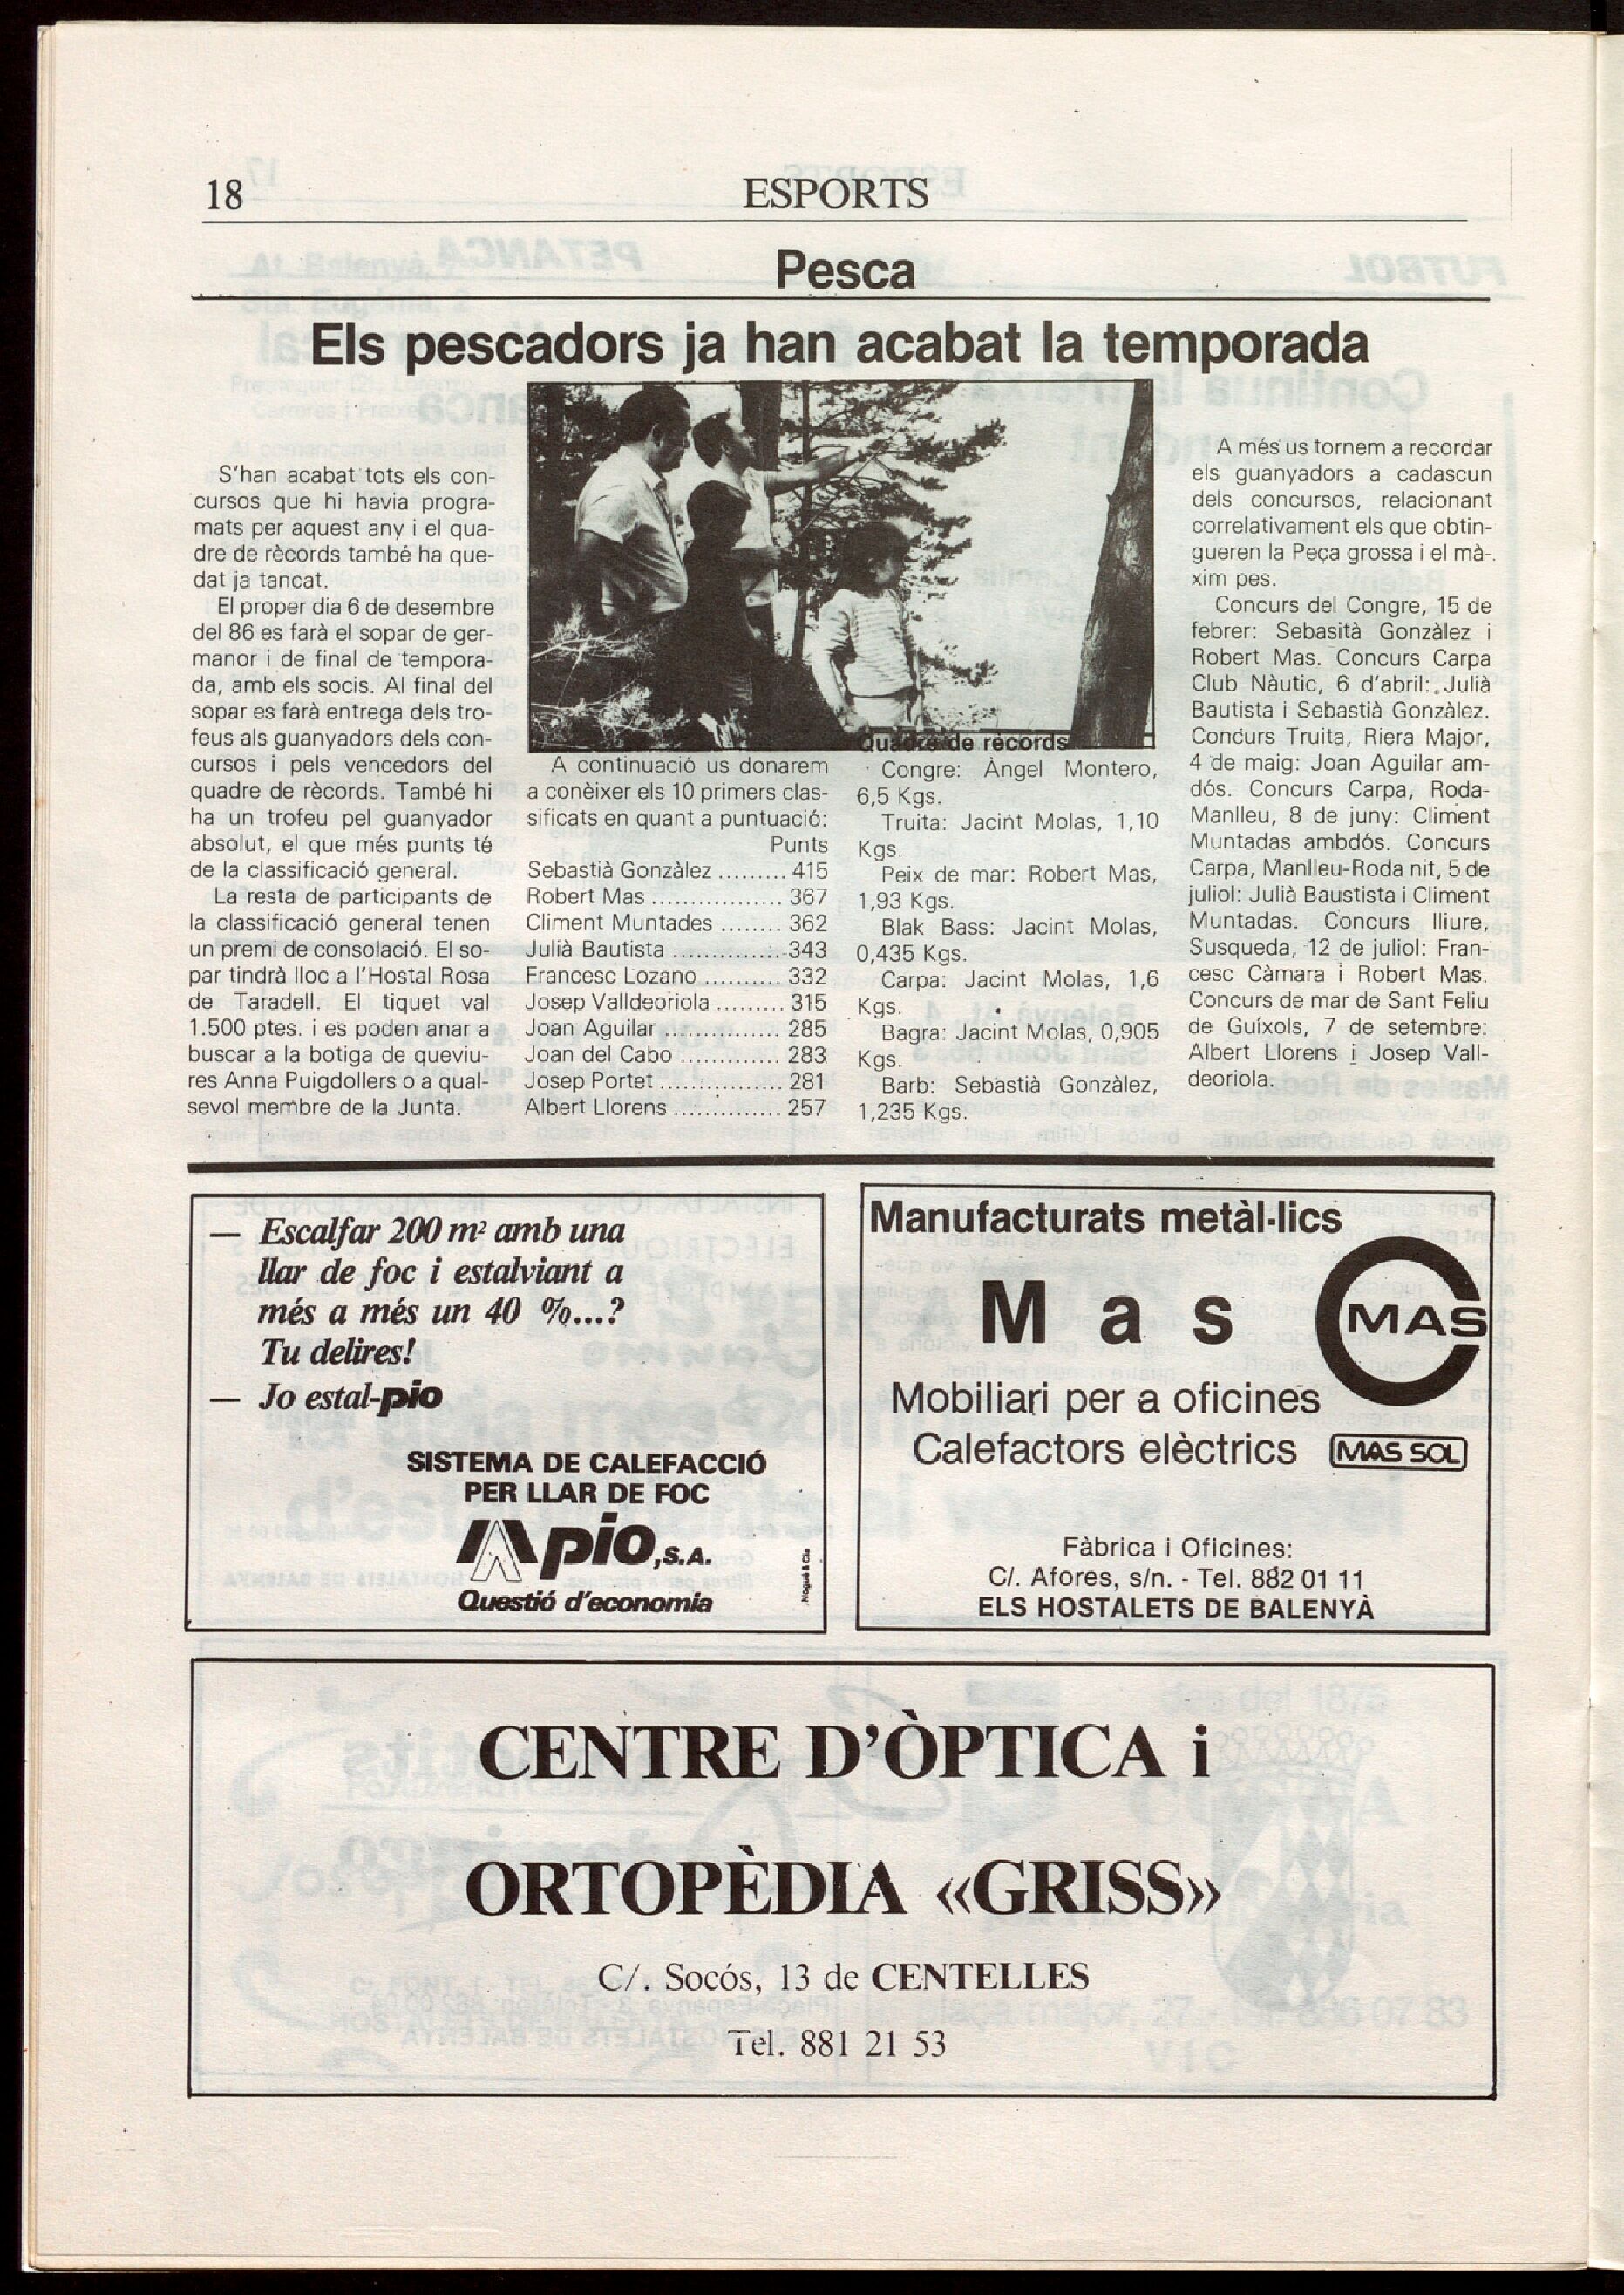 18
ESPORTS
Pesca
Els pescadors ja han acabat la temporada
S'han acabat tots els con-
cursos que hi havia progra-
mats per aquest any i el qua-
dre de rècords també ha que-
dat ja tancat.
El proper dia 6 de desembre
del 86 es farà el sopar de ger-
manor i de final de tempora-
da, amb els socis. Al final del
sopar es farà entrega dels tro-
feus als guanyadors dels con-
cursos i pels vencedors del
quadre de rècords. També hi
ha un trofeu pel guanyador
absolut, el que més punts té
de la classificació general.
La resta de participants de
la classificació general tenen
un premi de consolació. El so-
par tindrà lloc a l'Hostal Rosa
de Taradell. El tiquet val
1.500 ptes. i es poden anar a
buscar a la botiga de queviu-
res Anna Puigdollers o a qual-
sevol membre de la Junta.
A continuació us donarem
a conèixer els 10 primers clas-
sificats en quant a puntuació:
Punts
Sebastià Gonzàlez ......... 415
Robert Mas ................. 367
Climent Muntades ........ 362
Julià Bautista .............. 343
Francesc Lozano .......... 332
Josep Valldeoriola ......... 315
Joan Aguilar ................ 285
Joan del Cabo ............. 283
Josep Portet ................ 281
Albert Llorens .............. 257
Quadre de rècords
Congre: Àngel Montero,
6,5 Kgs.
Truita: Jacint Molas, 1,10
Kgs.
Peix de mar: Robert Mas,
1,93 Kgs.
Blak Bass: Jacint Molas,
0,435 Kgs.
Carpa: Jacint Molas, 1,6
Kgs.
Bagra: Jacint Molas, 0,905
Kgs.
Barb: Sebastià Gonzàlez,
1,235 Kgs.
A més us tornem a recordar
els guanyadors a cadascun
dels concursos, relacionant
correlativament els que obtin-
gueren la Peça grossa i el mà-
xim pes.
Concurs del Congre, 15 de
febrer: Sebasità Gonzàlez i
Robert Mas. Concurs Carpa
Club Nàutic, 6 d'abril: Julià
Bautista i Sebastià Gonzàlez.
Concurs Truita, Riera Major,
4 de maig: Joan Aguilar am-
dós. Concurs Carpa, Roda-
Manlleu, 8 de juny: Climent
Muntadas ambdós. Concurs
Carpa, Manlleu-Roda nit, 5 de
juliol: Julià Baustista i Climent
Muntadas. Concurs lliure,
Susqueda, 12 de juliol: Fran-
cesc Càmara i Robert Mas.
Concurs de mar de Sant Feliu
de Guíxols, 7 de setembre:
Albert Llorens i Josep Vall-
deoriola.
— Escalfar 200 m² amb una
llar de foc i estalviant a
més a més un 40 %...?
Tu delires!
— Jo estal-pio
SISTEMA DE CALEFACCIÓ
PER LLAR DE FOC
pio,S.A.
Questió d'economia
Nogué & Cia
Manufacturats metàl·lics
Mas
MAS
Mobiliari per a oficines
Calefactors elèctrics MAS SOL
Fàbrica i Oficines:
C/. Afores, s/n. - Tel. 882 01 11
ELS HOSTALETS DE BALENYÀ
CENTRE D'ÒPTICA i
ORTOPÈDIA «GRISS»
C/. Socós, 13 de CENTELLES
Tel. 881 21 53